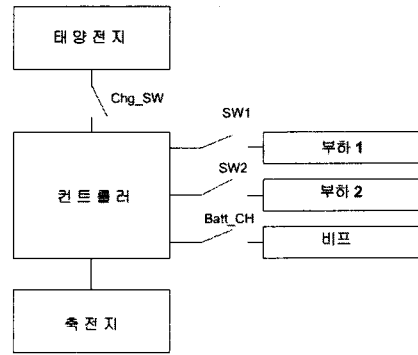 태양전지
Chg_SW
SW1
부하1
컨트롤러
SW2
부하2
Batt_CH
비프
축전지